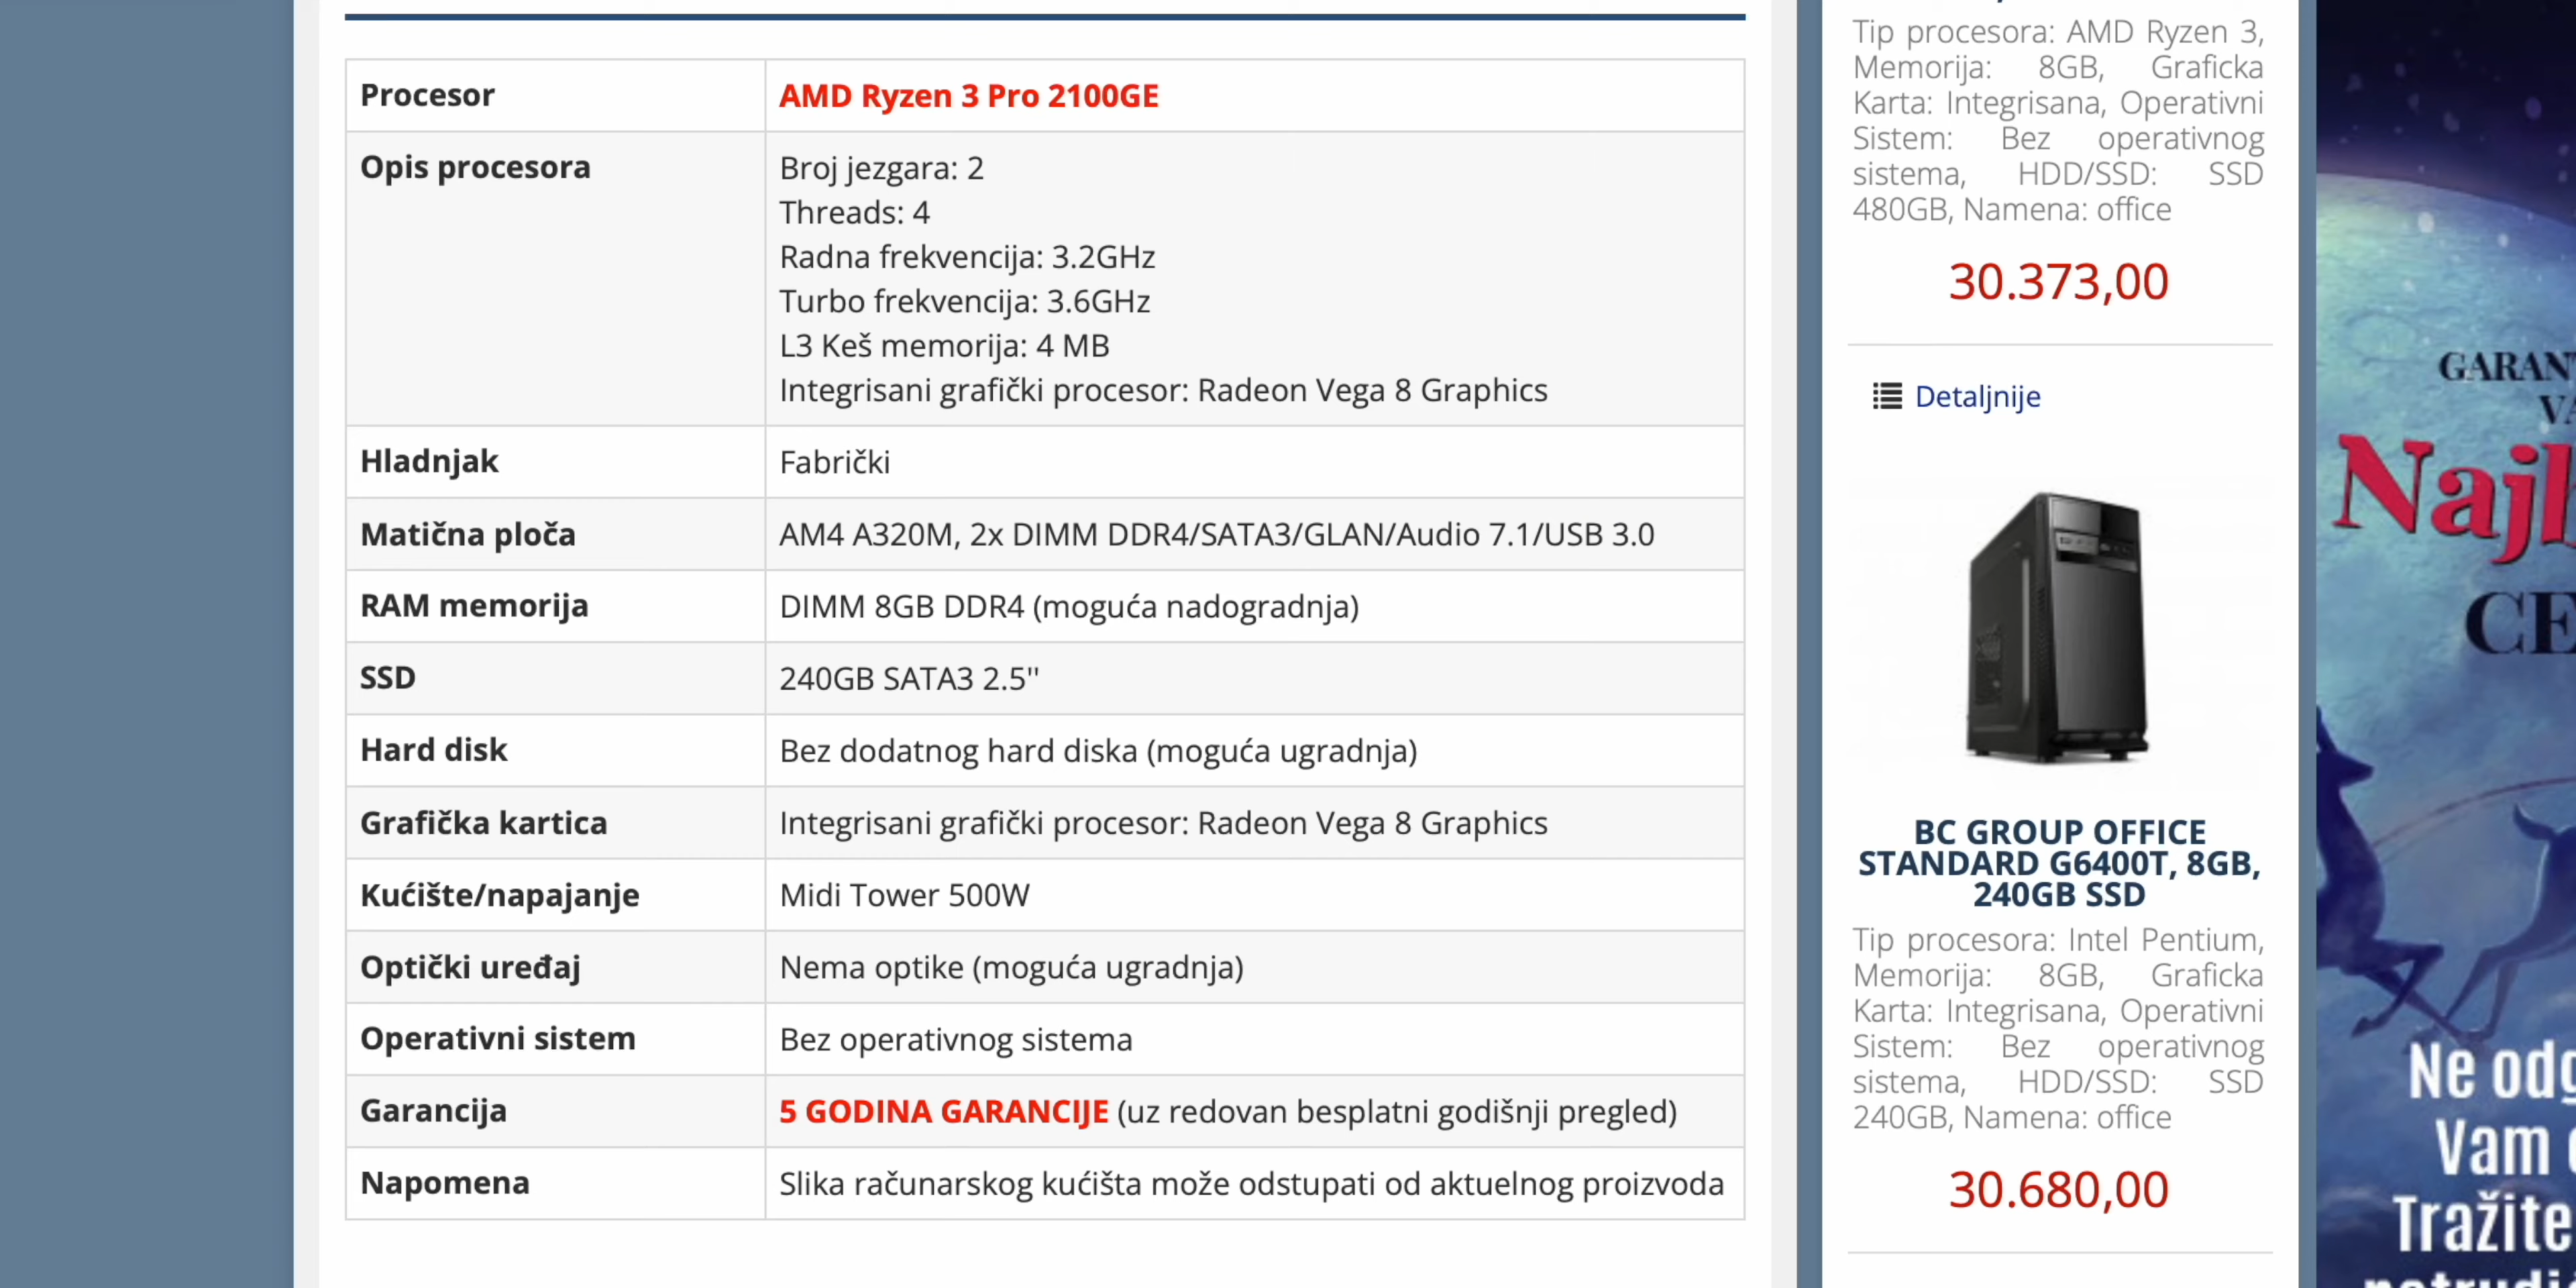 Procesor
AMD Ryzen 3 Pro 2100GE
Opis procesora
Broj jezgara: 2
Threads: 4
Radna frekvencija: 3.2GHz
Turbo frekvencija: 3.6GHz
L3 Keš memorija: 4 MB
Integrisani grafički procesor: Radeon Vega 8 Graphics
Hladnjak
Fabrički
Matična ploča
AM4 A320M, 2x DIMM DDR4/SATA3/GLAN/Audio 7.1/USB 3.0
RAM memorija
DIMM 8GB DDR4 (moguća nadogradnja)
SSD
240GB SATA3 2.5"
Hard disk
Bez dodatnog hard diska (moguća ugradnja)
Grafička kartica
Integrisani grafički procesor: Radeon Vega 8 Graphics
Kućište/napajanje
Midi Tower 500W
Optički uređaj
Nema optike (moguća ugradnja)
Operativni sistem
Bez operativnog sistema
Garancija
5 GODINA GARANCIJE (uz redovan besplatni godišnji pregled)
Napomena
Slika računarskog kućišta može odstupati od aktuelnog proizvoda
Tip procesora: AMD Ryzen 3,
Memorija: 8GB, Graficka
Karta: Integrisana, Operativni
Sistem: Bez operativnog
sistema, HDD/SSD: SSD
480GB, Namena: office
30.373,00
Detaljnije
BC GROUP OFFICE
STANDARD G6400T, 8GB,
240GB SSD
Tip procesora: Intel Pentium,
Memorija: 8GB, Graficka
Karta: Integrisana, Operativni
Sistem: Bez operativnog
sistema, HDD/SSD: SSD
240GB, Namena: office
30.680,00
GARAN
VA
Naj
CE
Ne od
Vam
Tražite